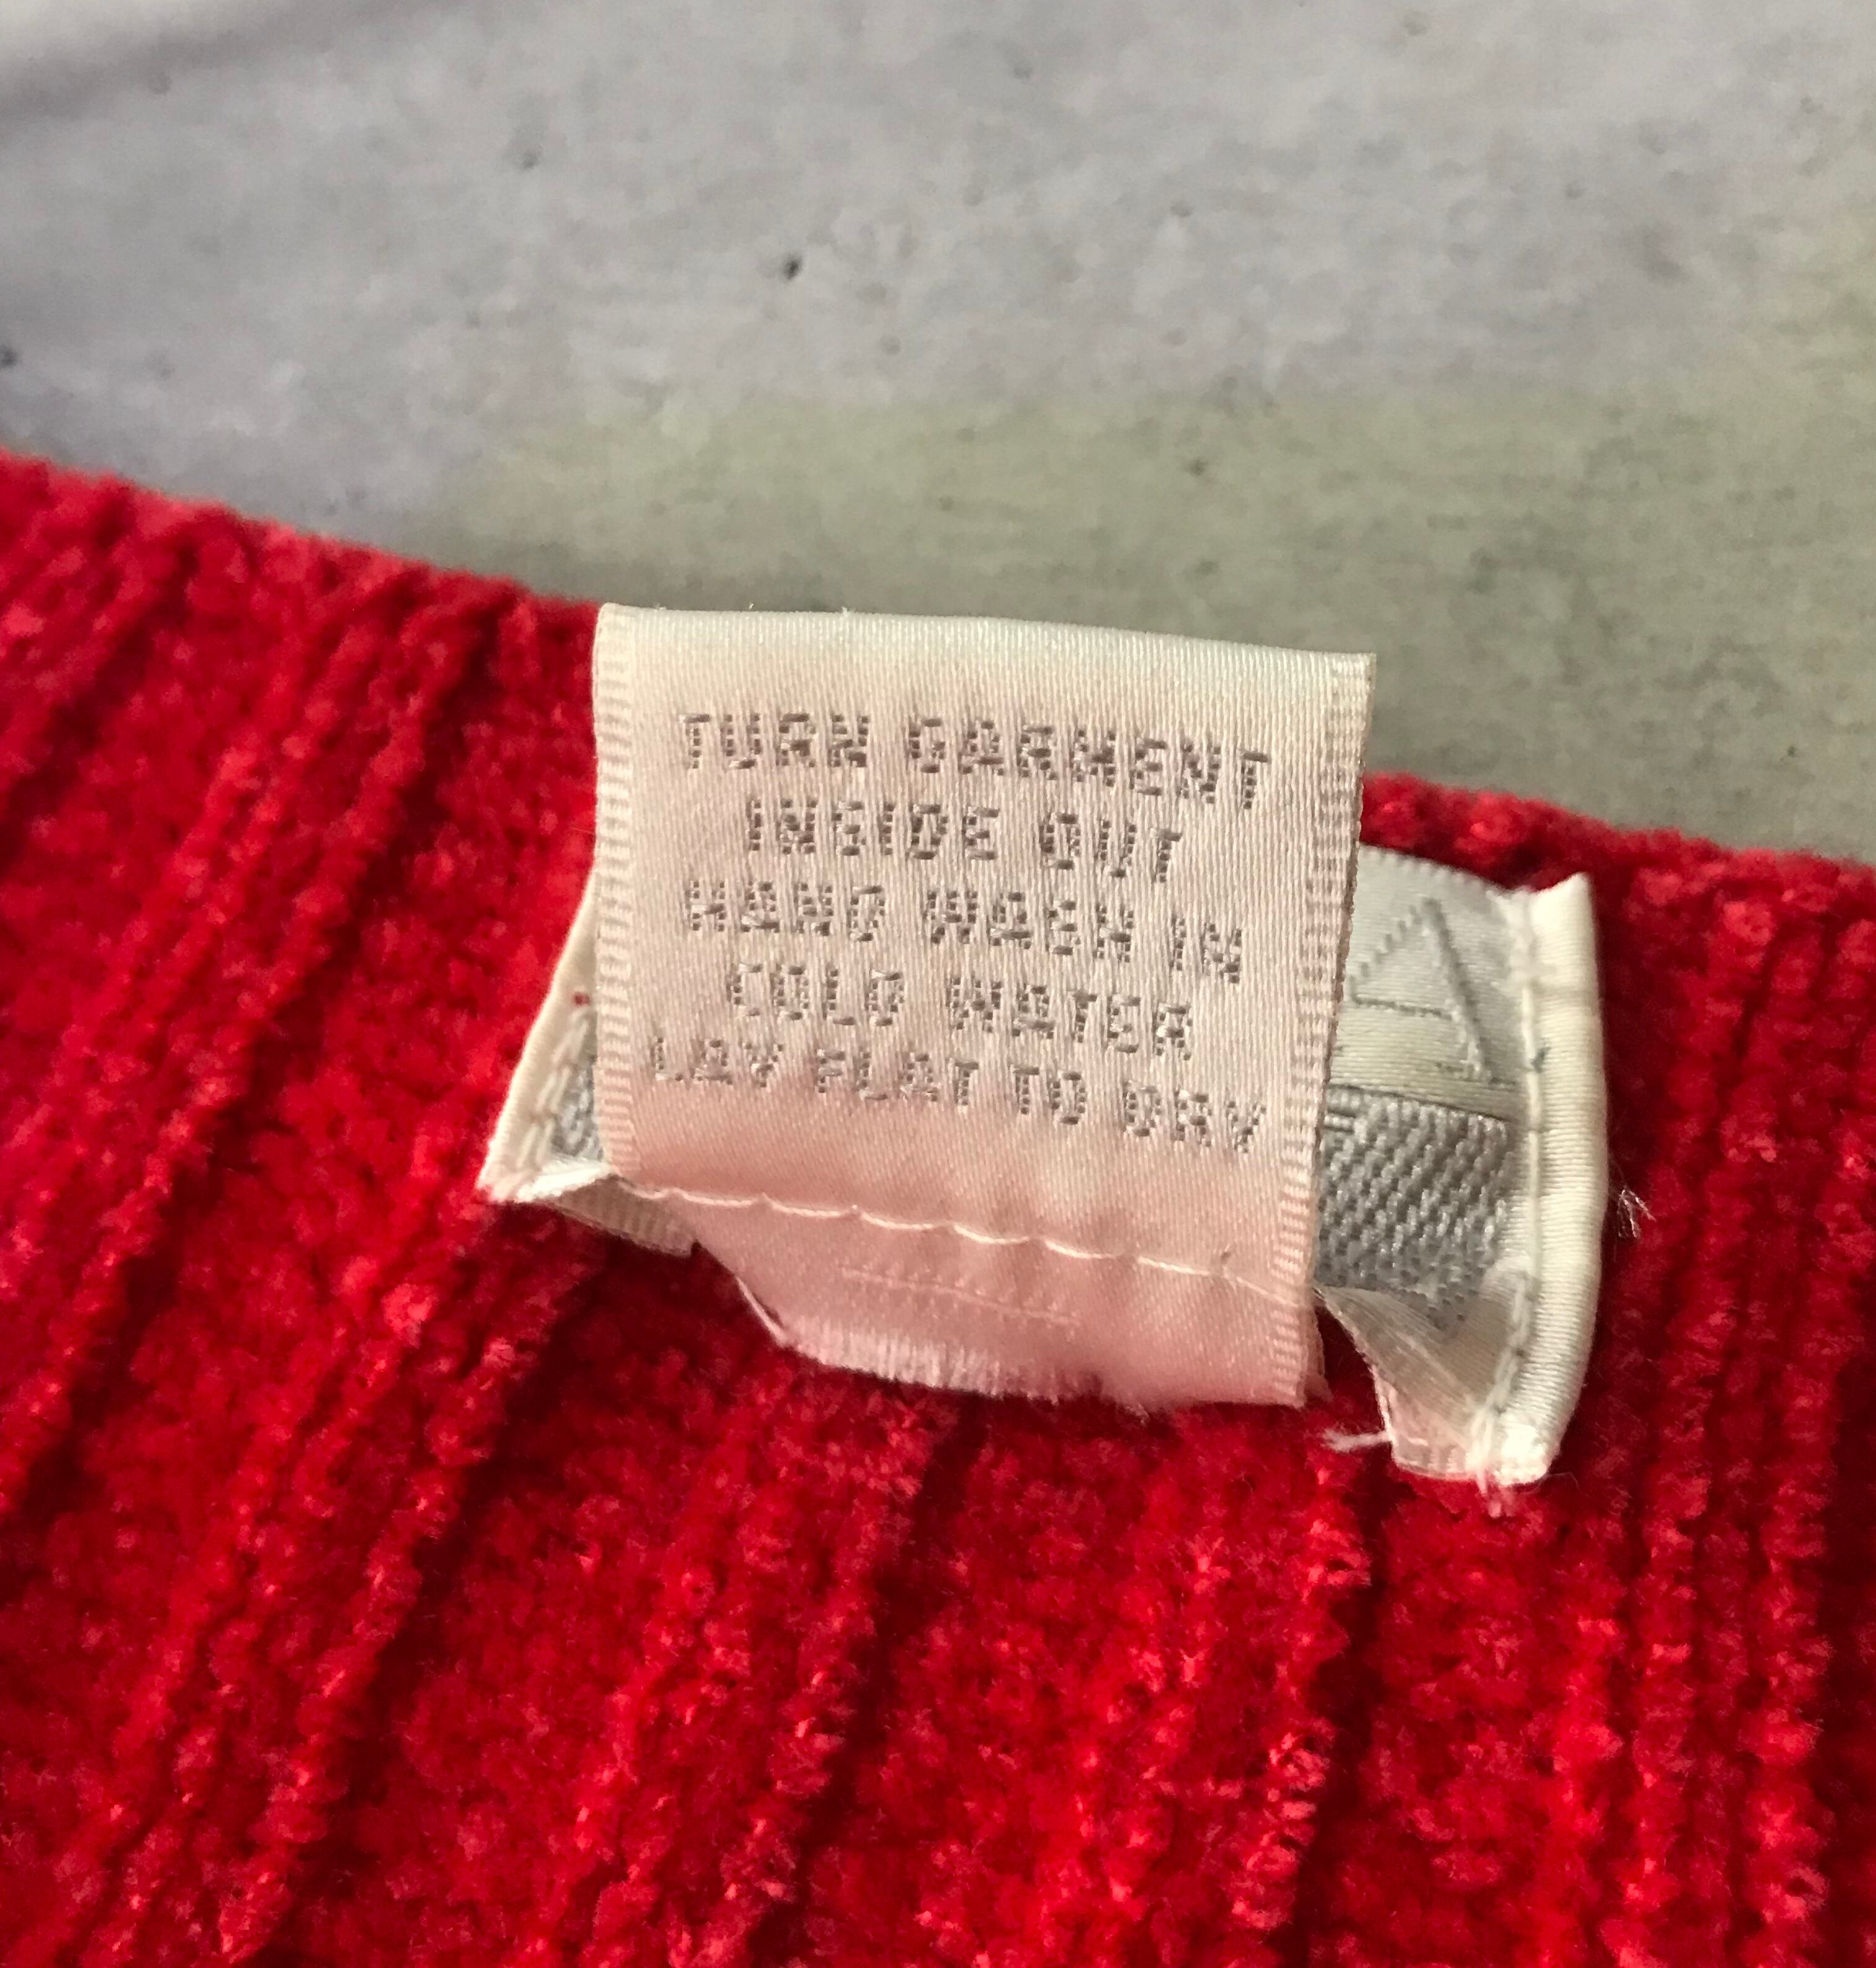 TURN GARMENT
INSIDE OUT
HAND WASH IN
COLD WATER
LAY FLAT TO DRY